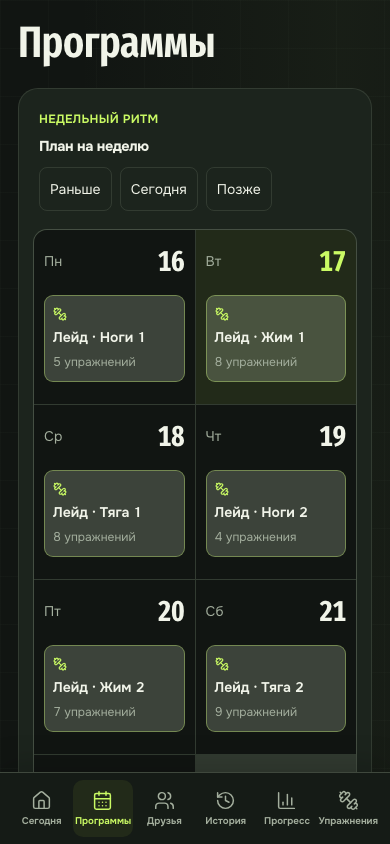 Программы
НЕДЕЛЬНЫЙ РИТМ
План на неделю
Раньше
Сегодня
Позже
Пн 16
Лейд · Ноги 1
5 упражнений
Вт 17
Лейд · Жим 1
8 упражнений
Ср 18
Лейд · Тяга 1
8 упражнений
Чт 19
Лейд · Ноги 2
4 упражнения
Пт 20
Лейд · Жим 2
7 упражнений
Сб 21
Лейд · Тяга 2
9 упражнений
Сегодня
Программы
Друзья
История
Прогресс
Упражнения